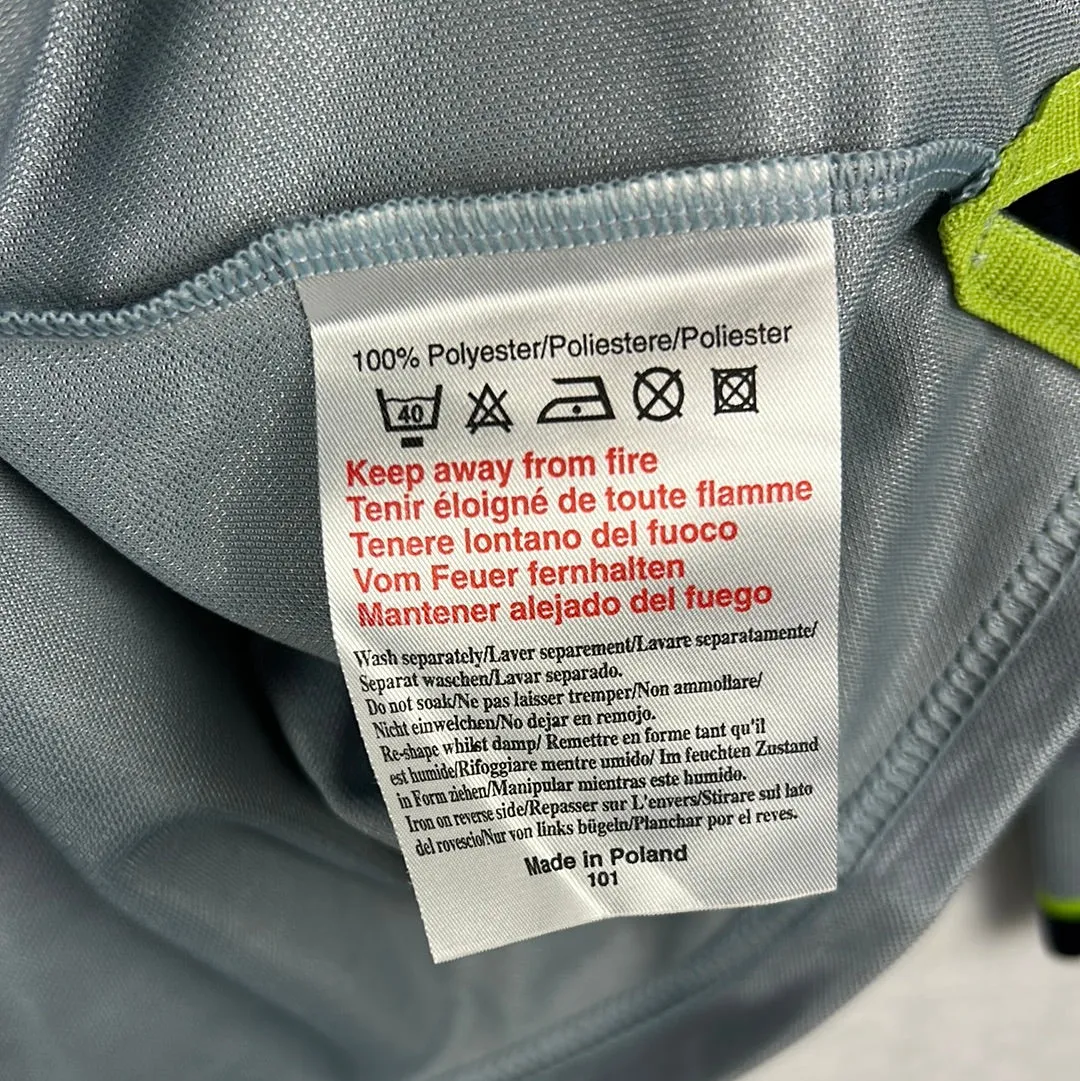 100% Polyester/Poliestere/Poliester
40
Keep away from fire
Tenir éloigné de toute flamme
Tenere lontano del fuoco
Vom Feuer fernhalten
Mantener alejado del fuego
Wash separately/Laver separement/Lavare separatamente/
Separat waschen/Lavar separado.
Do not soak/Ne pas laisser tremper/Non ammollare/
Nicht einweichen/No dejar en remojo.
Re-shape whilst damp/ Remettre en forme tant qu'il
est humide/Rifoggiare mentre umido/ Im feuchten Zustand
in Form ziehen/Manipular mientras este humido.
Iron on reverse side/Repasser sur L'envers/Stirare sul lato
del rovescio/Nur von links bügeln/Planchar por el reves.
Made in Poland
101